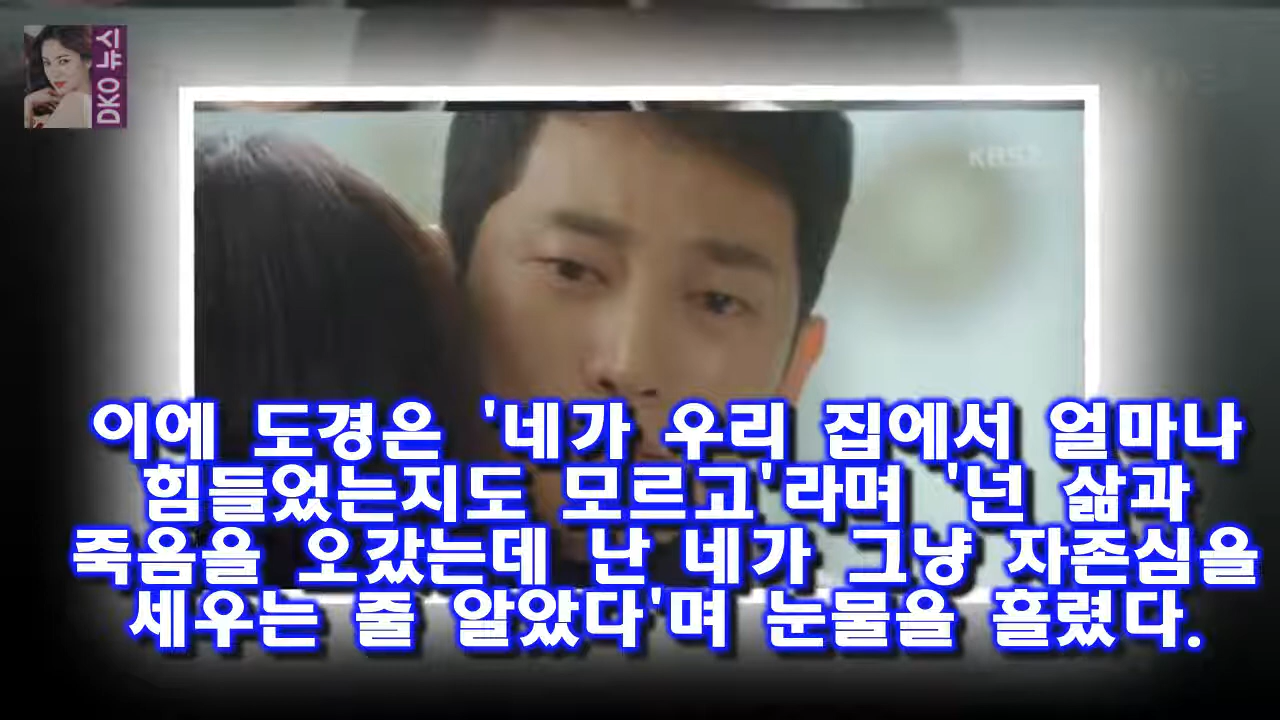 DKO 뉴스
KBS2
이에 도경은 '네가 우리 집에서 얼마나
힘들었는지도 모르고'라며 '넌 삶과
죽음을 오갔는데 난 네가 그냥 자존심을
세우는 줄 알았다'며 눈물을 흘렸다.